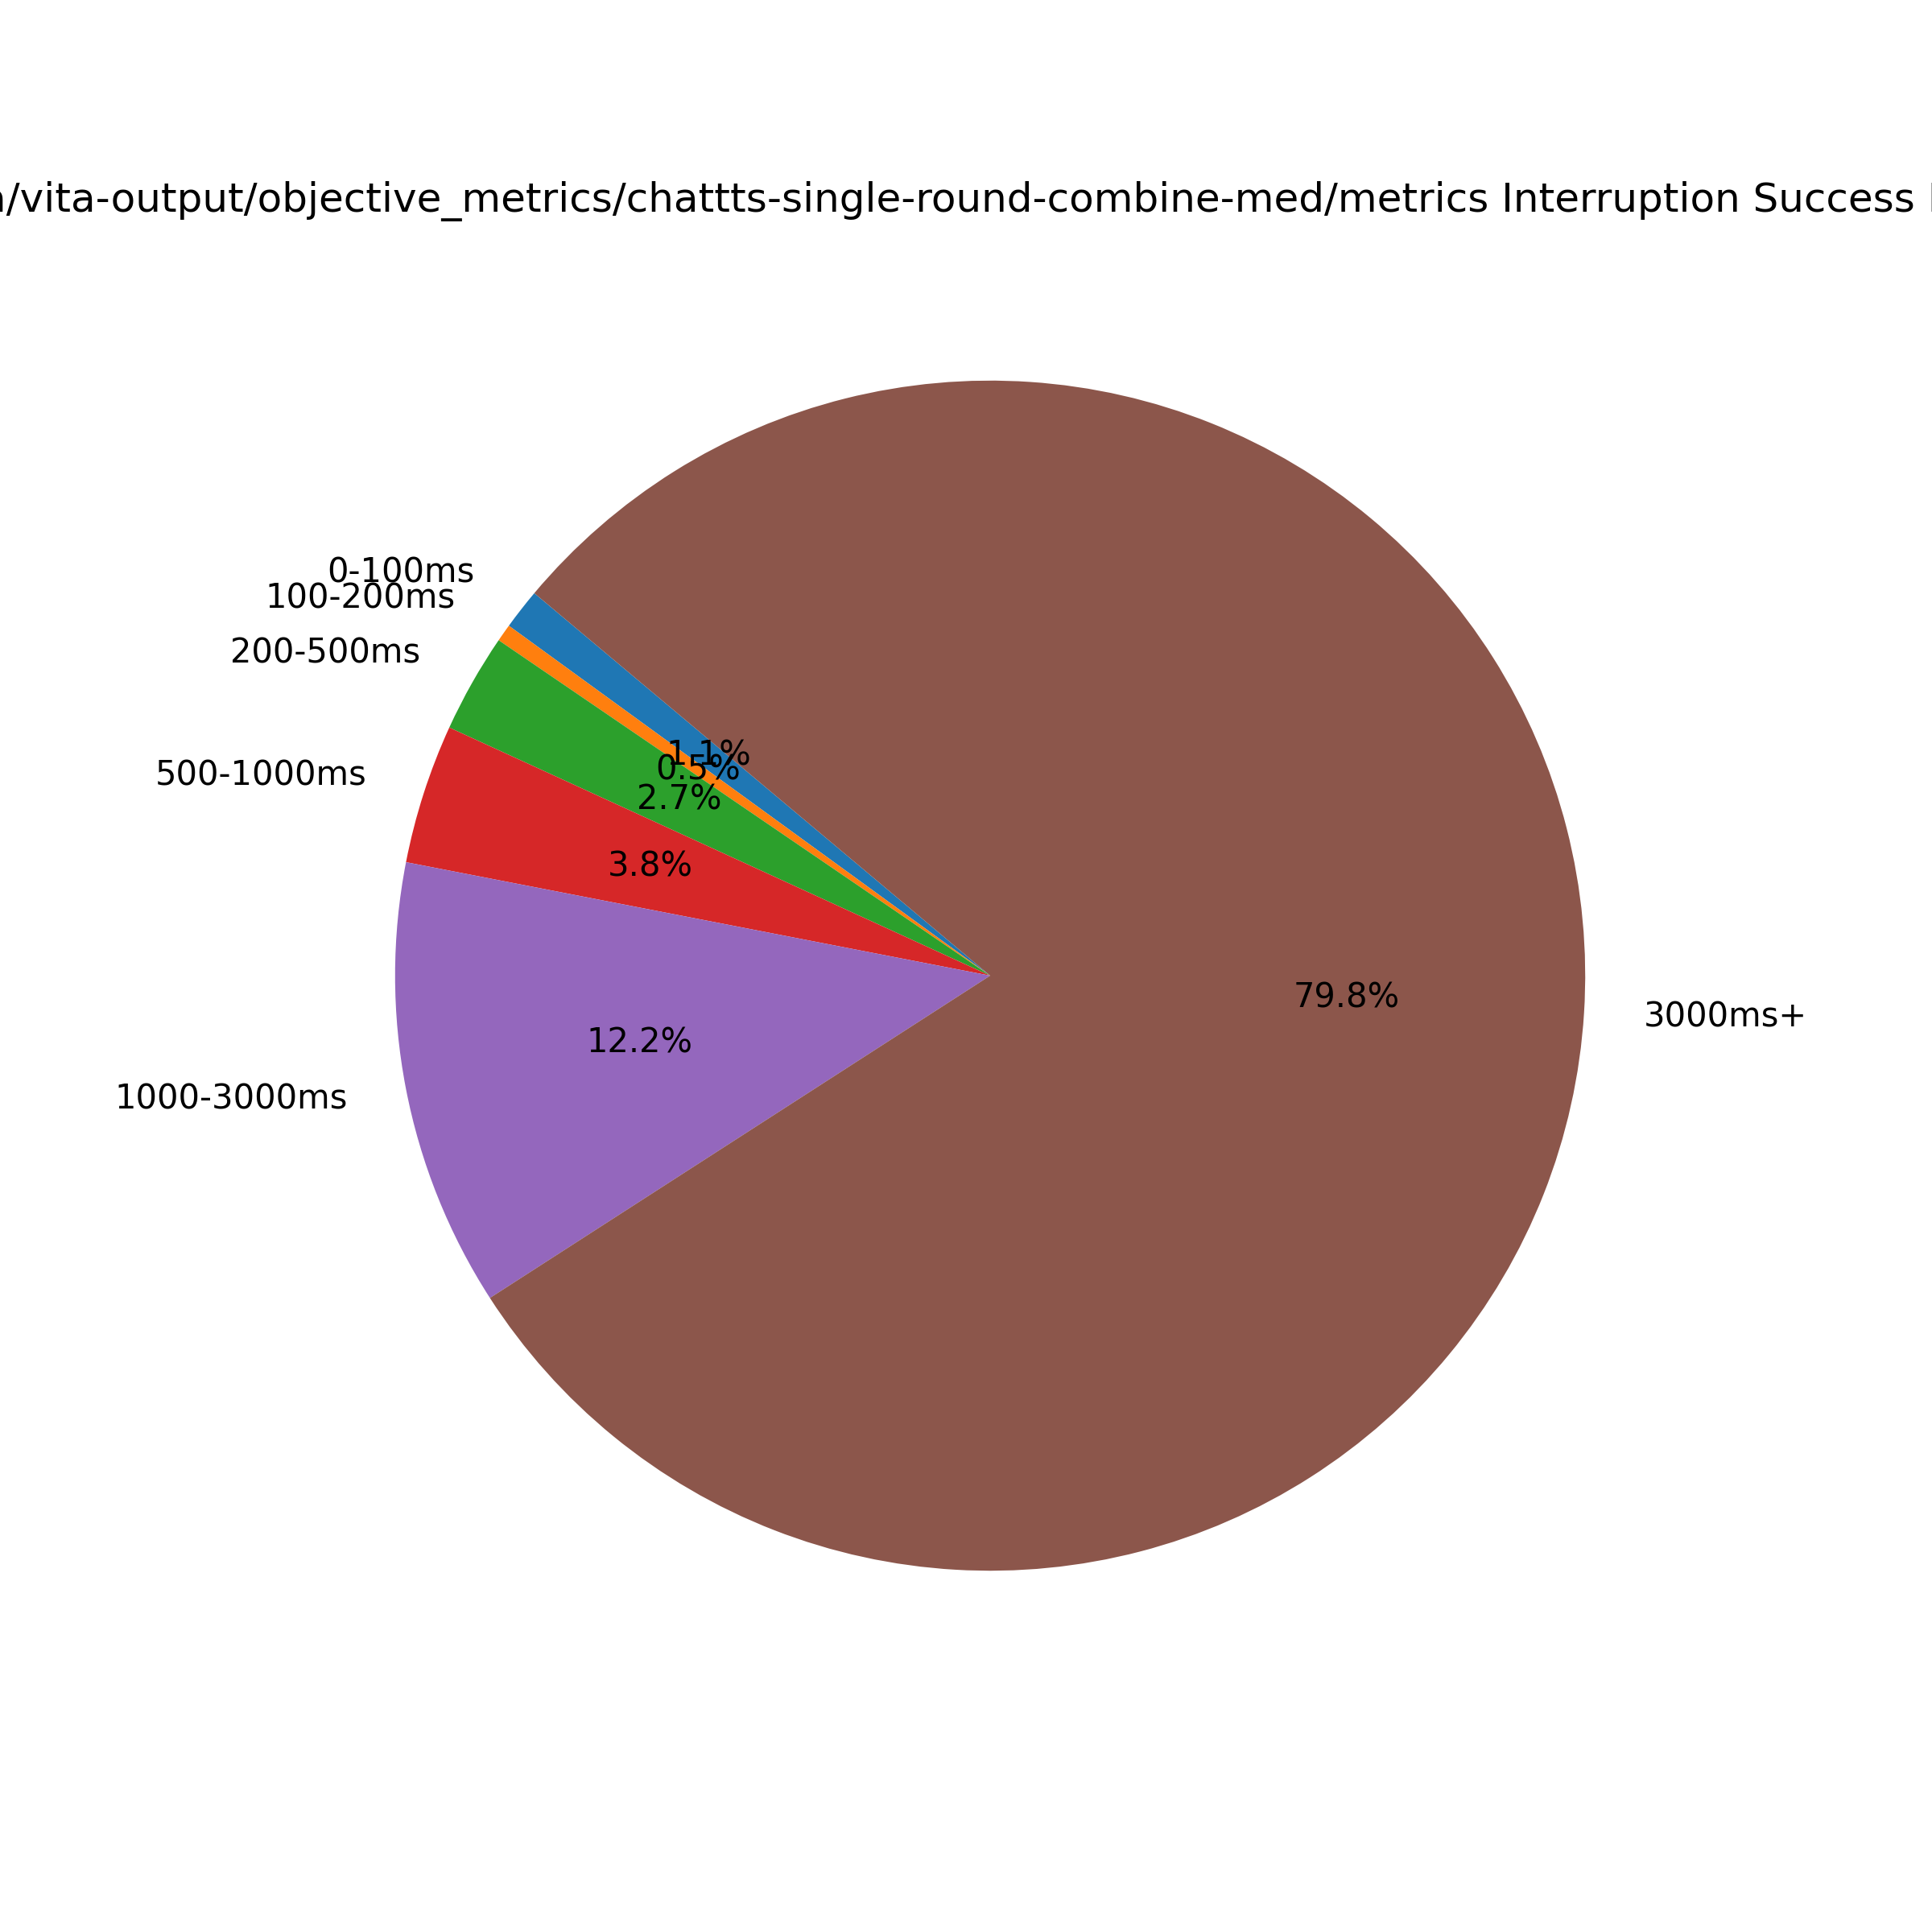 /vita-output/objective_metrics/chattts-single-round-combine-med/metrics Interruption Success
0-100ms
100-200ms
200-500ms
500-1000ms
1000-3000ms
3000ms+
1.1%
0.5%
2.7%
3.8%
12.2%
79.8%